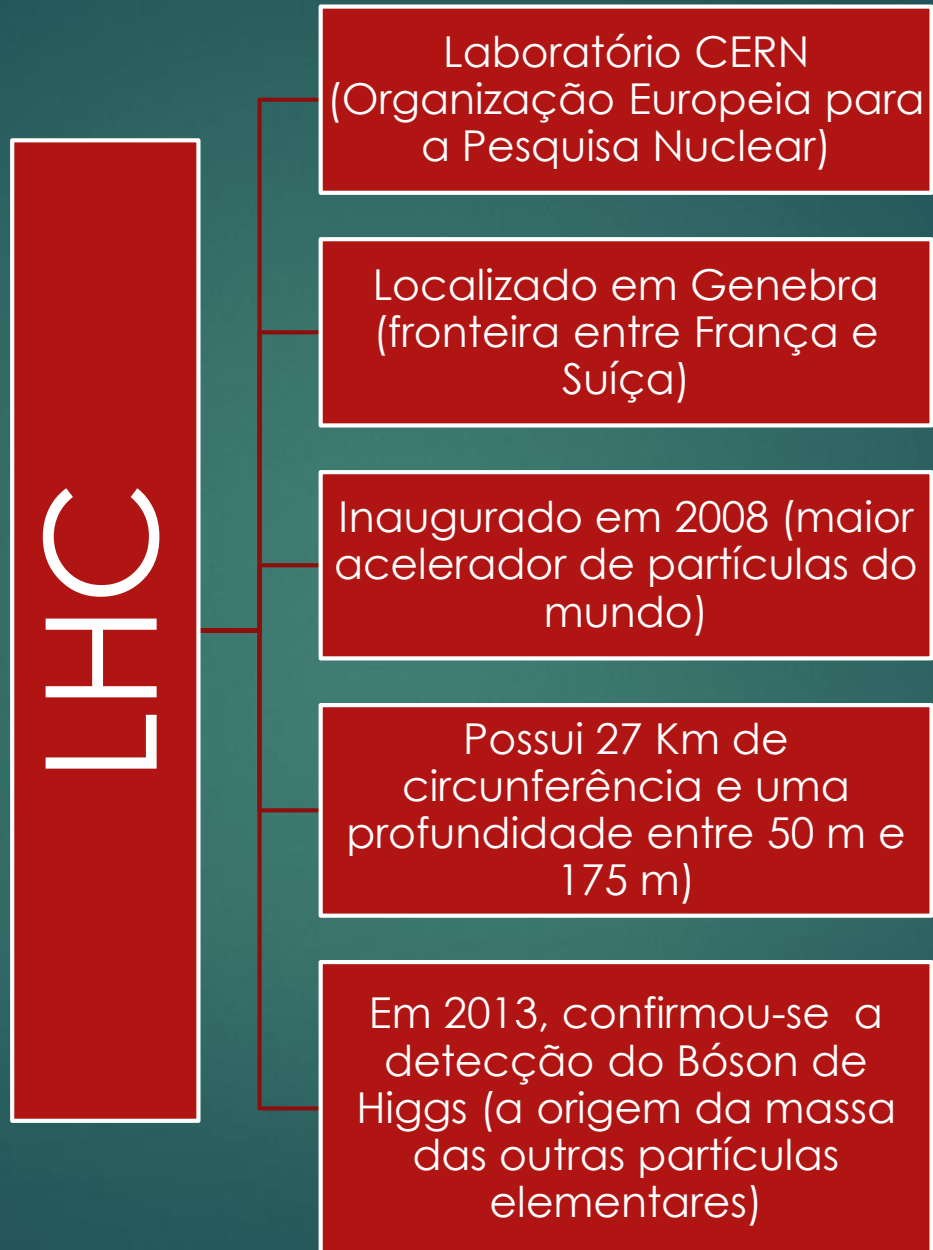 LHC
Laboratório CERN
(Organização Europeia para
a Pesquisa Nuclear)
Localizado em Genebra
(fronteira entre França e
Suíça)
Inaugurado em 2008 (maior
acelerador de partículas do
mundo)
Possui 27 Km de
circunferência e uma
profundidade entre 50 m e
175 m)
Em 2013, confirmou-se  a
detecção do Bóson de
Higgs (a origem da massa
das outras partículas
elementares)